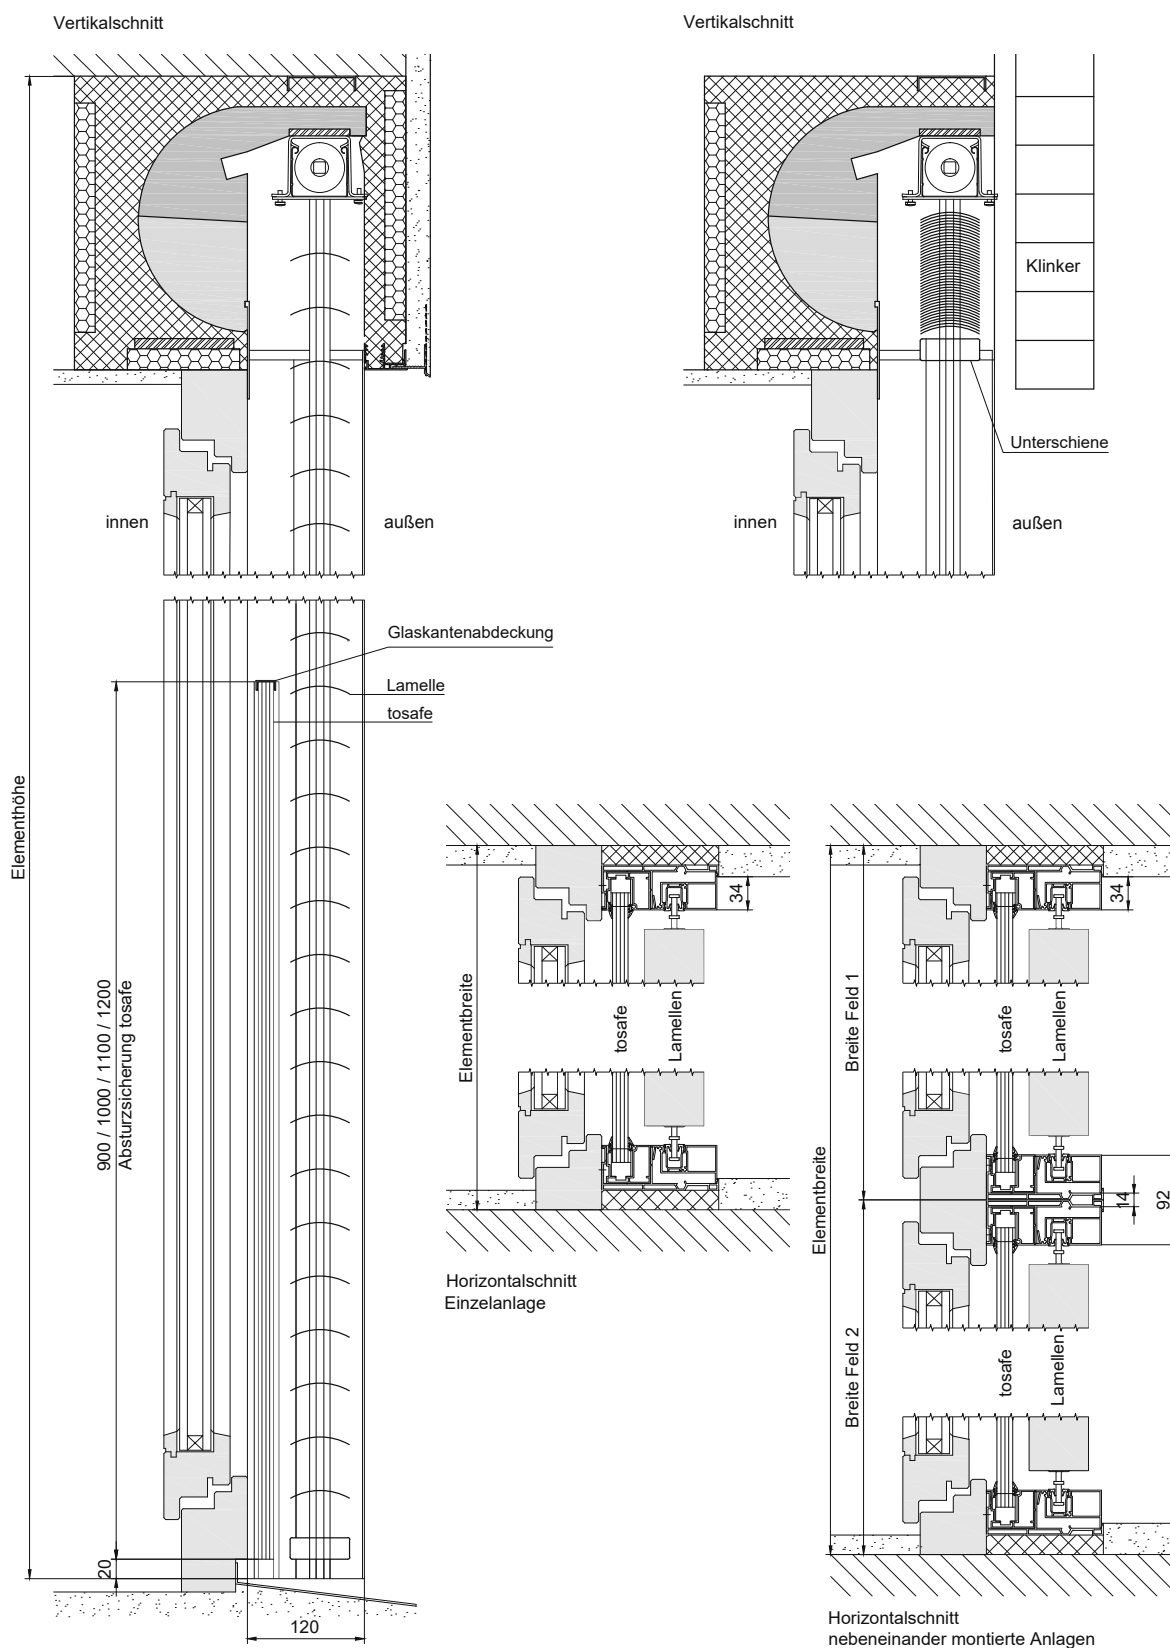 Vertikalschnitt
Vertikalschnitt
Klinker
Unterschiene
innen
außen
innen
außen
Glaskantenabdeckung
Lamelle
tosafe
Elementhöhe
900 / 1000 / 1100 / 1200
Absturzsicherung tosafe
20
120
34
Elementbreite
tosafe
Lamellen
Horizontalschnitt
Einzelanlage
34
Breite Feld 1
tosafe
Lamellen
Elementbreite
14
92
Breite Feld 2
tosafe
Lamellen
Horizontalschnitt
nebeneinander montierte Anlagen